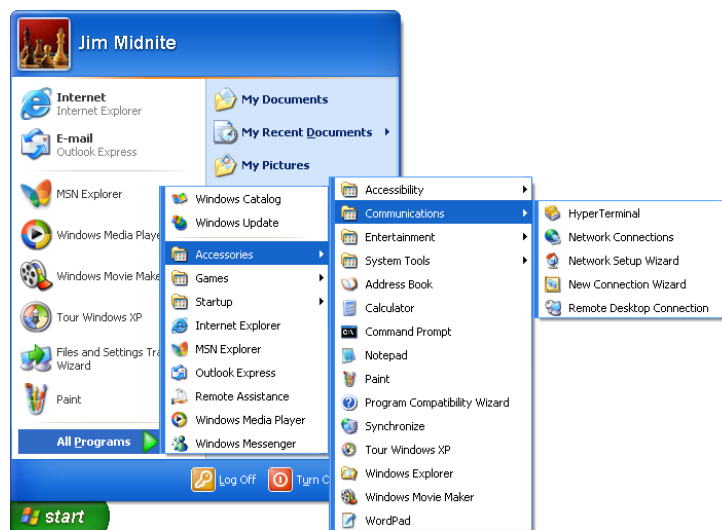 Jim Midnite
Internet
Internet Explorer
E-mail
Outlook Express
MSN Explorer
Windows Media Playe
Windows Movie Make
Tour Windows XP
Files and Settings Tra
Wizard
Paint
All Programs
My Documents
My Recent Documents
My Pictures
Windows Catalog
Windows Update
Accessories
Games
Startup
Internet Explorer
MSN Explorer
Outlook Express
Remote Assistance
Windows Media Player
Windows Messenger
Accessibility
Communications
Entertainment
System Tools
Address Book
Calculator
Command Prompt
Notepad
Paint
Program Compatibility Wizard
Synchronize
Tour Windows XP
Windows Explorer
Windows Movie Maker
WordPad
HyperTerminal
Network Connections
Network Setup Wizard
New Connection Wizard
Remote Desktop Connection
Log Off
Turn
start